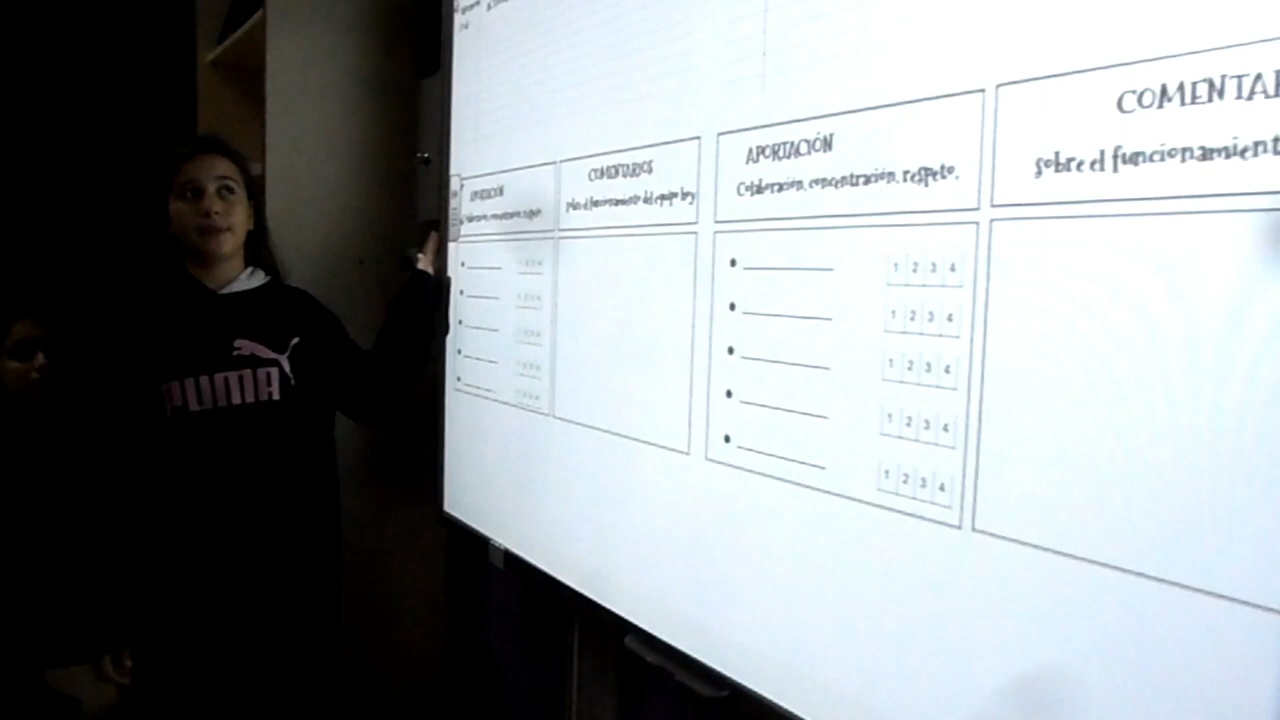 PUMA
APORTACIÓN
COMENTARIOS
sobre el funcionamiento del equipo hoy
APORTACIÓN
Colaboración, concentración, respeto.
1 2 3 4
1 2 3 4
1 2 3 4
1 2 3 4
1 2 3 4
COMENTAR
sobre el funcionamient